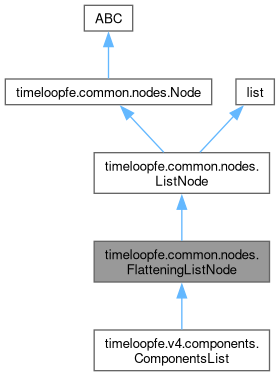 ABC
timeloopfe.common.nodes.Node
list
timeloopfe.common.nodes.
ListNode
timeloopfe.common.nodes.
FlatteningListNode
timeloopfe.v4.components.
ComponentsList